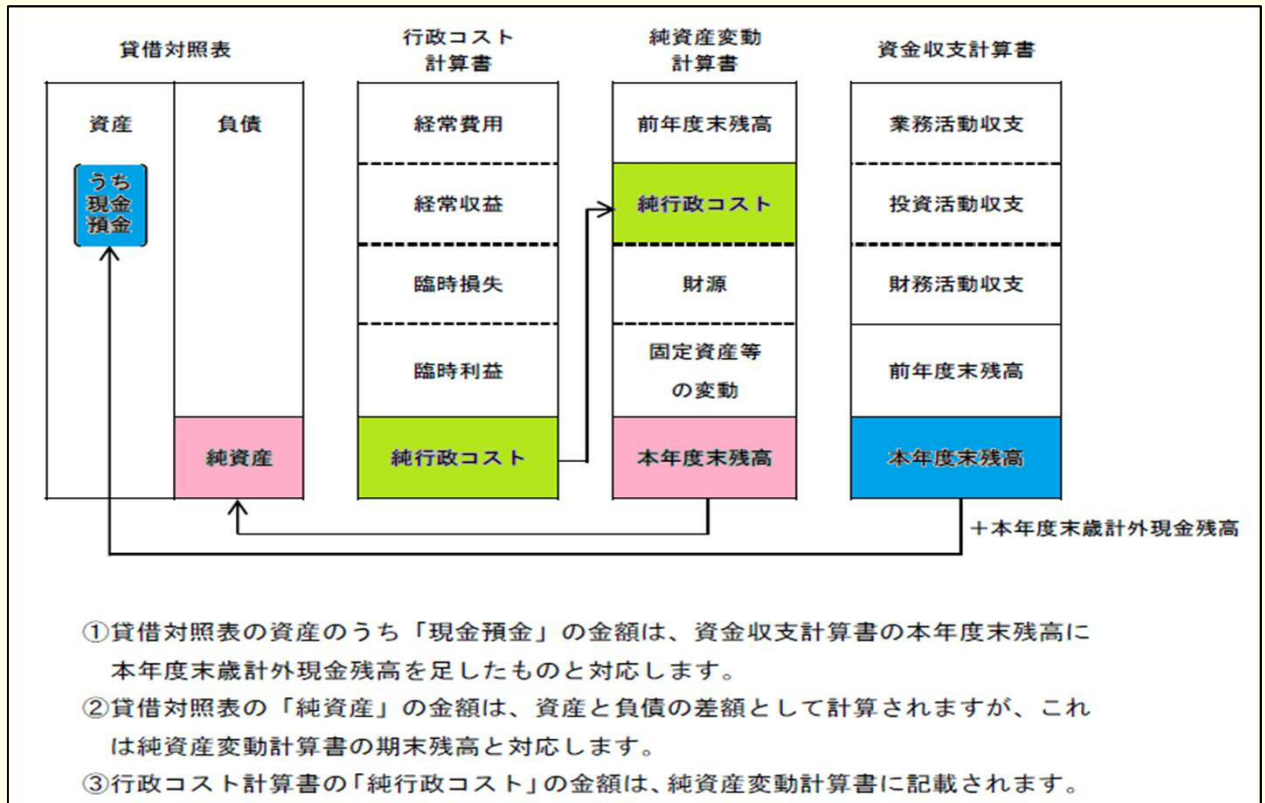 貸借対照表
資産
負債
うち
現金
預金
純資産
行政コスト
計算書
経常費用
経常収益
臨時損失
臨時利益
純行政コスト
純資産変動
計算書
前年度末残高
純行政コスト
財源
固定資産等
の変動
本年度末残高
資金収支計算書
業務活動収支
投資活動収支
財務活動収支
前年度末残高
本年度末残高
＋本年度末歳計外現金残高
①貸借対照表の資産のうち「現金預金」の金額は、資金収支計算書の本年度末残高に
本年度末歳計外現金残高を足したものと対応します。
②貸借対照表の「純資産」の金額は、資産と負債の差額として計算されますが、これ
は純資産変動計算書の期末残高と対応します。
③行政コスト計算書の「純行政コスト」の金額は、純資産変動計算書に記載されます。